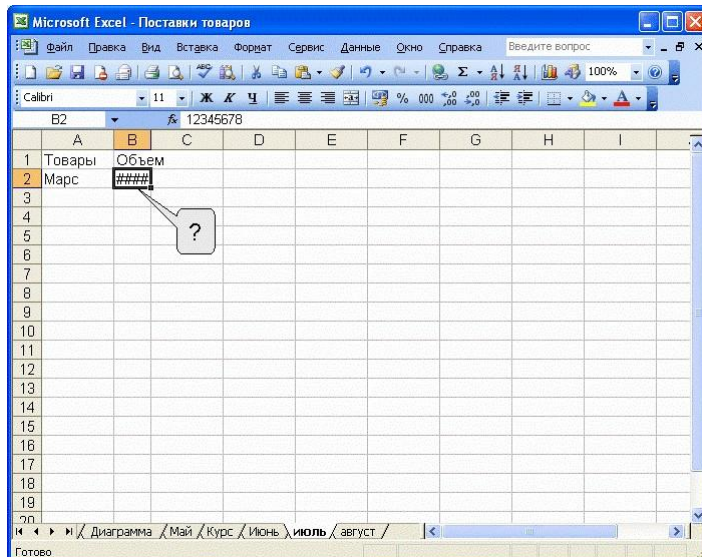 Microsoft Excel - Поставки товаров
Файл Правка Вид Вставка Формат Сервис Данные Окно Справка Введите вопрос
Σ 100%
Calibri 11 Ж К Ч % 000
B2 fx 12345678
A B C D E F G H I
1 Товары Объем
2 Марс ####
3
4
5 ?
6
7
8
9
10
11
12
13
14
15
16
17
18
19
20
Диаграмма Май Курс Июнь июль август
Готово